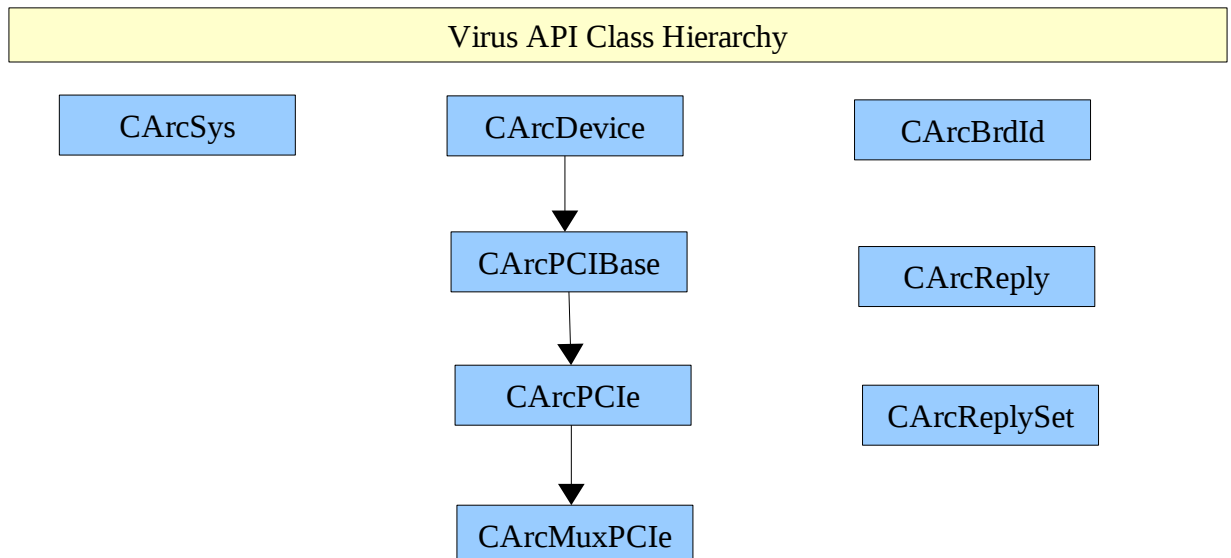 Virus API Class Hierarchy
CArcSys
CArcDevice
CArcBrdId
CArcPCIBase
CArcReply
CArcPCIe
CArcReplySet
CArcMuxPCIe